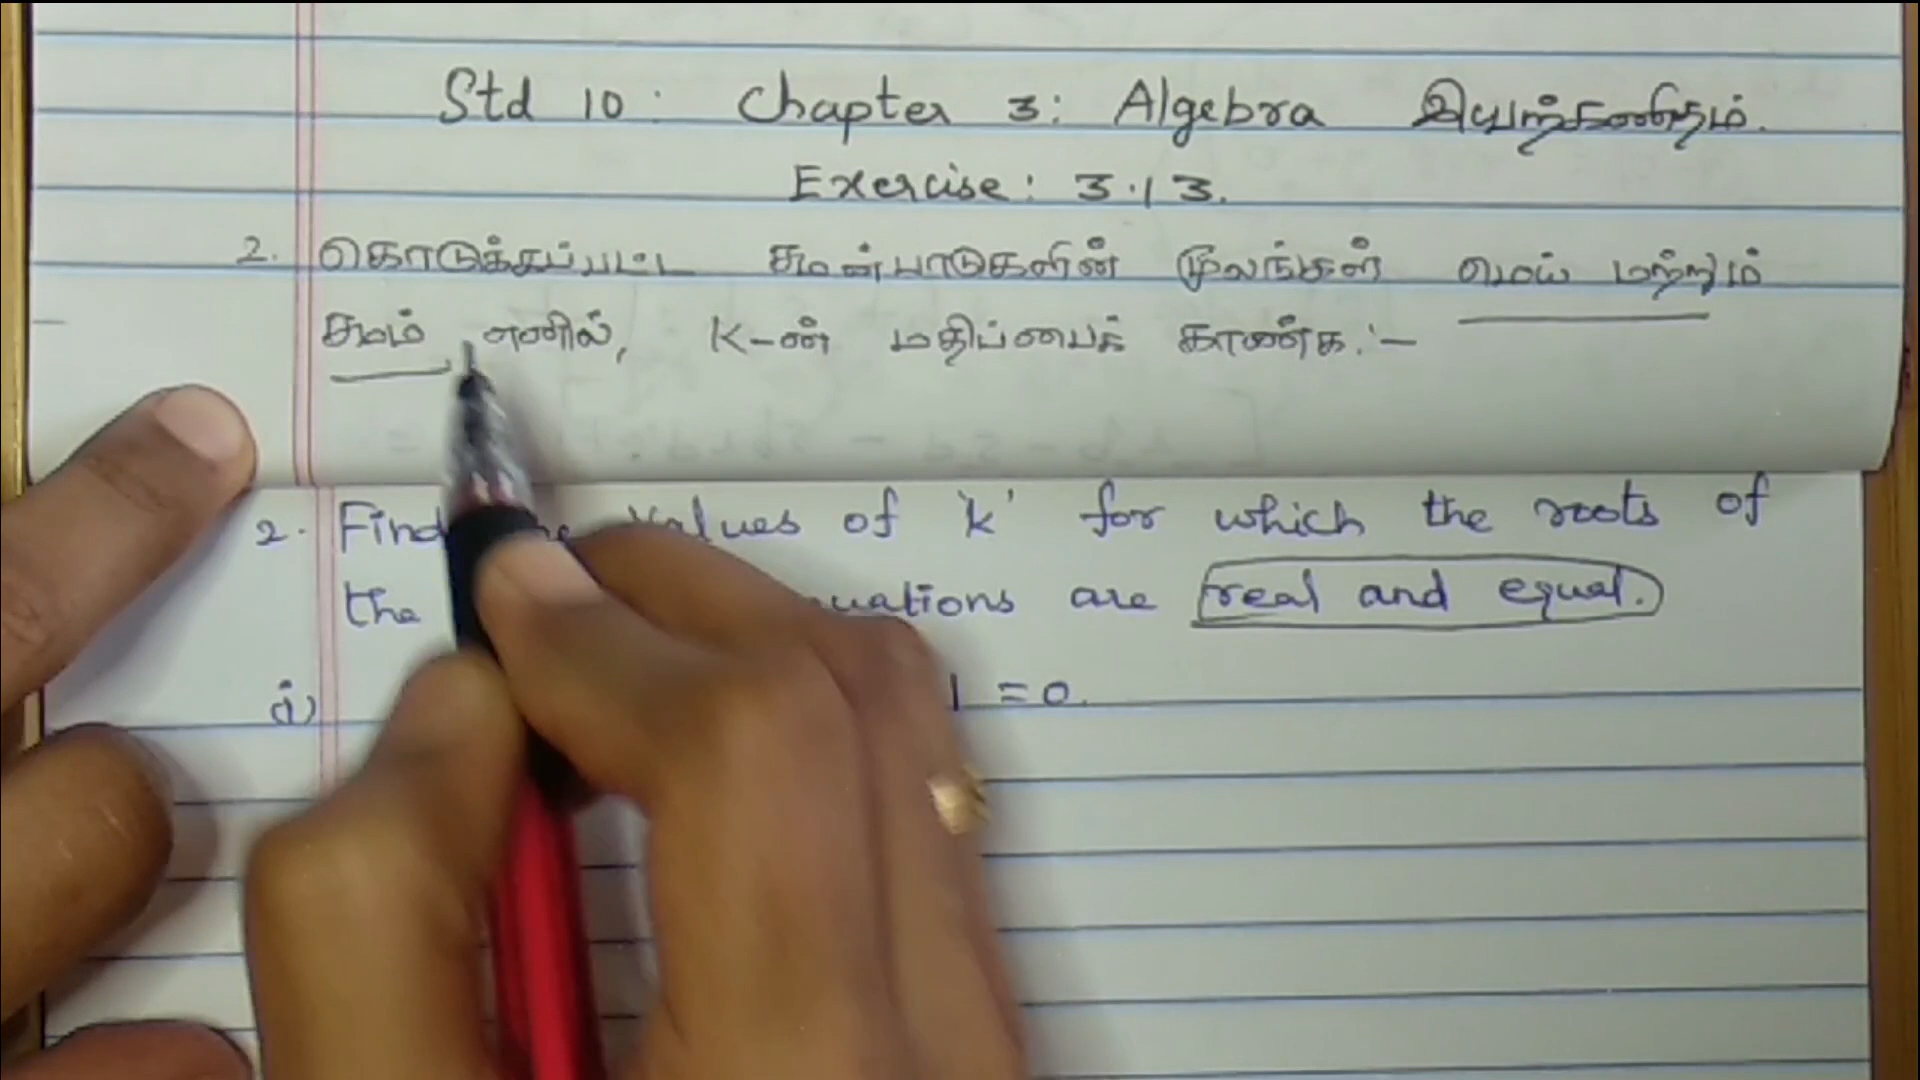 Std 10: Chapter 3: Algebra இயற்கணிதம்.
Exercise: 3.13.
2. கொடுக்கப்பட்ட சமன்பாடுகளின் மூலங்கள் மெய் மற்றும்
சமம் எனில், K-ன் மதிப்பைக் காண்க:-
2. Find values of 'k' for which the roots of
the are real and equal.
i) 1 = 0.